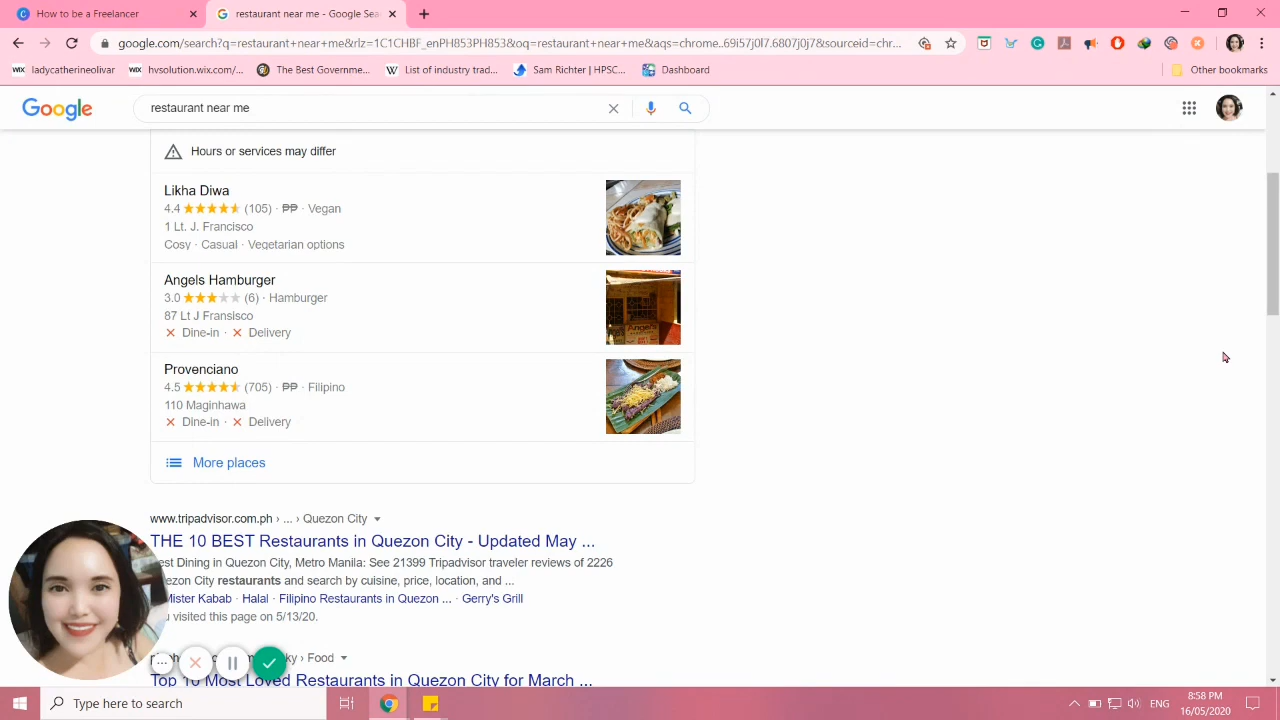 How to be a Freelancer
restaurant near me - Google Sea
google.com/search?q=restaurant+near+me&rlz=1C1CHBF_enPH853PH853&oq=restaurant+near+me&aqs=chrome..69i57j0l7.6807j0j7&sourceid=chr...
WiX ladycatherineolivar
WiX hvsolution.wix.com/...
The Best Governme...
W List of industry trad...
Sam Richter | HPSC...
Dashboard
Other bookmarks
Google
restaurant near me
Hours or services may differ
Likha Diwa
4.4 (105) · ₱₱ · Vegan
1 Lt. J. Francisco
Cosy · Casual · Vegetarian options
Angels Hamburger
3.0 (6) · Hamburger
87 Lt J Fransisco
Dine-in · Delivery
Provenciano
4.5 (705) · ₱₱ · Filipino
110 Maginhawa
Dine-in · Delivery
More places
www.tripadvisor.com.ph › ... › Quezon City
THE 10 BEST Restaurants in Quezon City - Updated May ...
est Dining in Quezon City, Metro Manila: See 21399 Tripadvisor traveler reviews of 2226
ezon City restaurants and search by cuisine, price, location, and ...
Mister Kabab · Halal · Filipino Restaurants in Quezon ... · Gerry's Grill
u visited this page on 5/13/20.
› Food
Top 10 Most Loved Restaurants in Quezon City for March ...
Type here to search
ENG
8:58 PM
16/05/2020